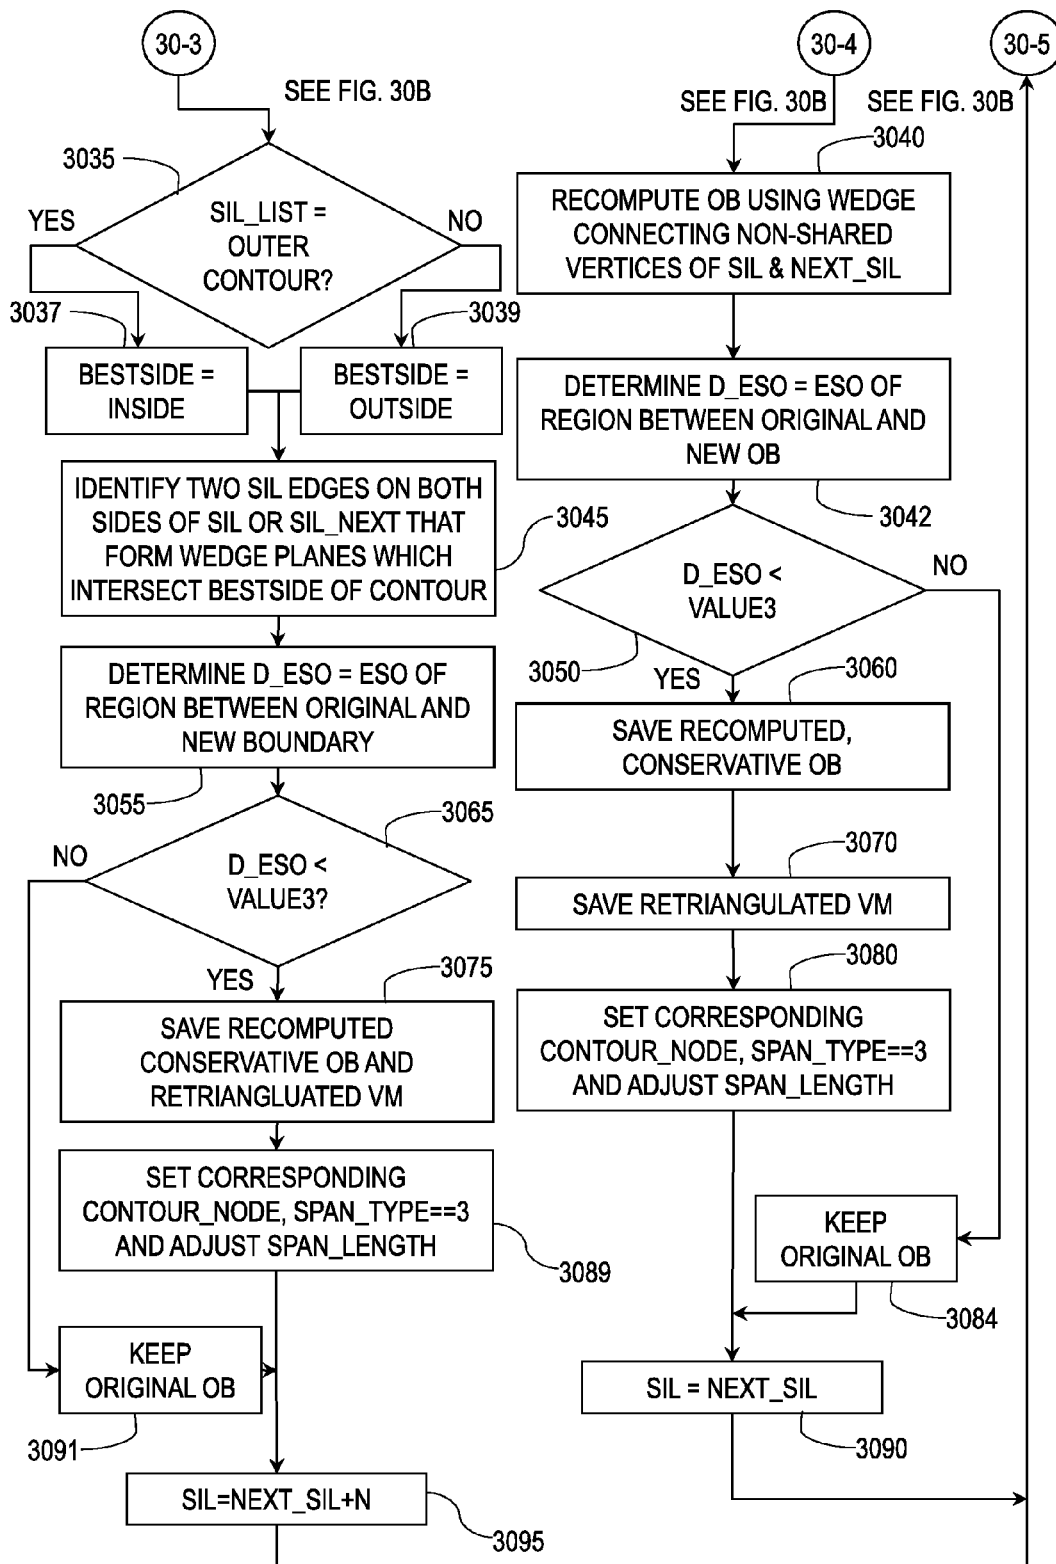 30-3
SEE FIG. 30B
3035
YES
SIL_LIST =
OUTER
CONTOUR?
NO
3037
3039
BESTSIDE =
INSIDE
BESTSIDE =
OUTSIDE
IDENTIFY TWO SIL EDGES ON BOTH
SIDES OF SIL OR SIL_NEXT THAT
FORM WEDGE PLANES WHICH
INTERSECT BESTSIDE OF CONTOUR
3045
DETERMINE D_ESO = ESO OF
REGION BETWEEN ORIGINAL AND
NEW BOUNDARY
3055
3065
NO
D_ESO <
VALUE3?
YES
3075
SAVE RECOMPUTED
CONSERVATIVE OB AND
RETRIANGLUATED VM
SET CORRESPONDING
CONTOUR_NODE, SPAN_TYPE==3
AND ADJUST SPAN_LENGTH
3089
KEEP
ORIGINAL OB
3091
SIL=NEXT_SIL+N
3095
30-4
30-5
SEE FIG. 30B
SEE FIG. 30B
3040
RECOMPUTE OB USING WEDGE
CONNECTING NON-SHARED
VERTICES OF SIL & NEXT_SIL
DETERMINE D_ESO = ESO OF
REGION BETWEEN ORIGINAL AND
NEW OB
3042
D_ESO <
VALUE3
NO
3050
YES
3060
SAVE RECOMPUTED,
CONSERVATIVE OB
3070
SAVE RETRIANGULATED VM
3080
SET CORRESPONDING
CONTOUR_NODE, SPAN_TYPE==3
AND ADJUST SPAN_LENGTH
KEEP
ORIGINAL OB
3084
SIL = NEXT_SIL
3090